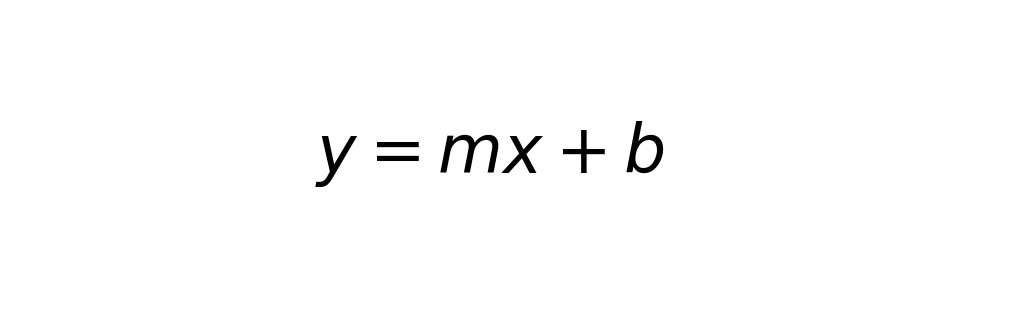 y = mx + b